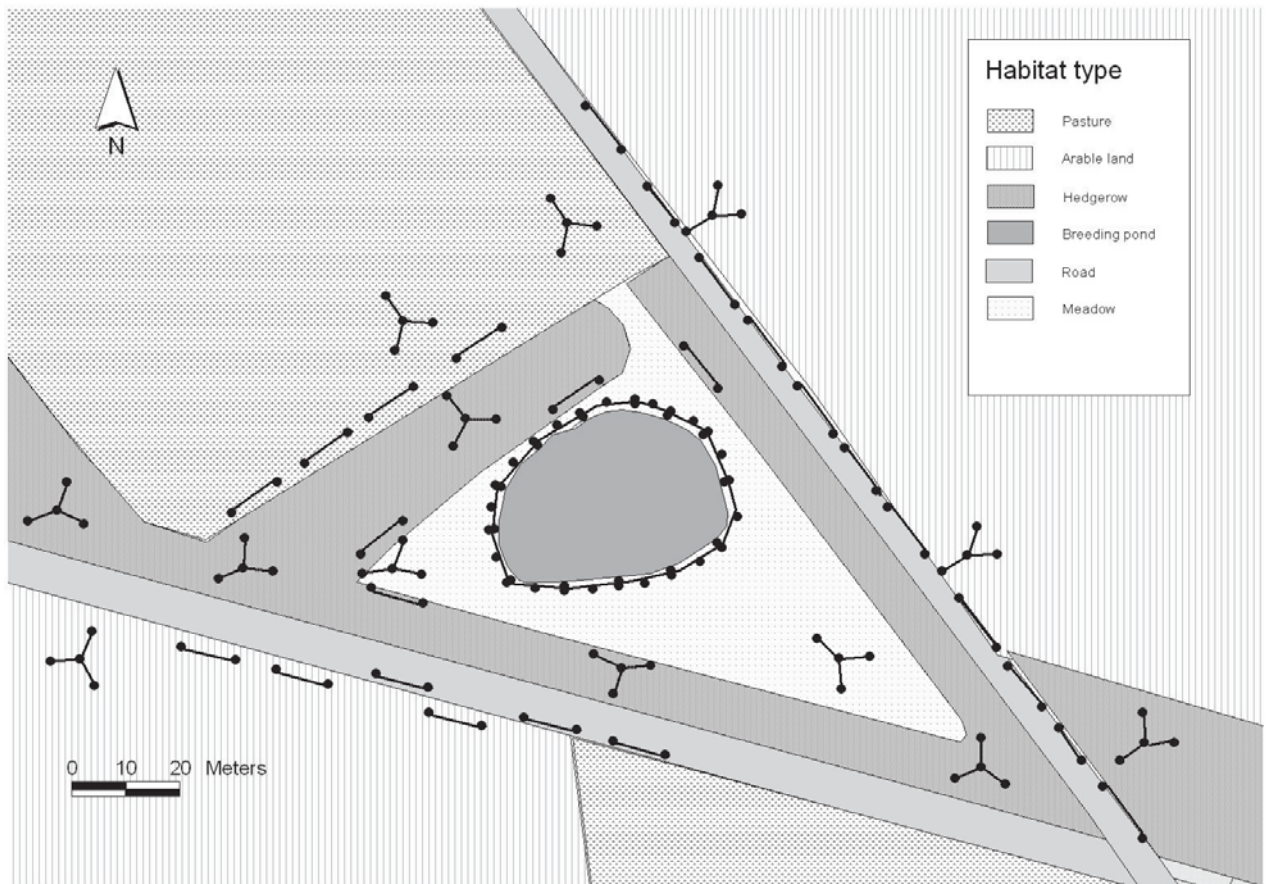 N
Habitat type
Pasture
Arable land
Hedgerow
Breeding pond
Road
Meadow
0 10 20 Meters